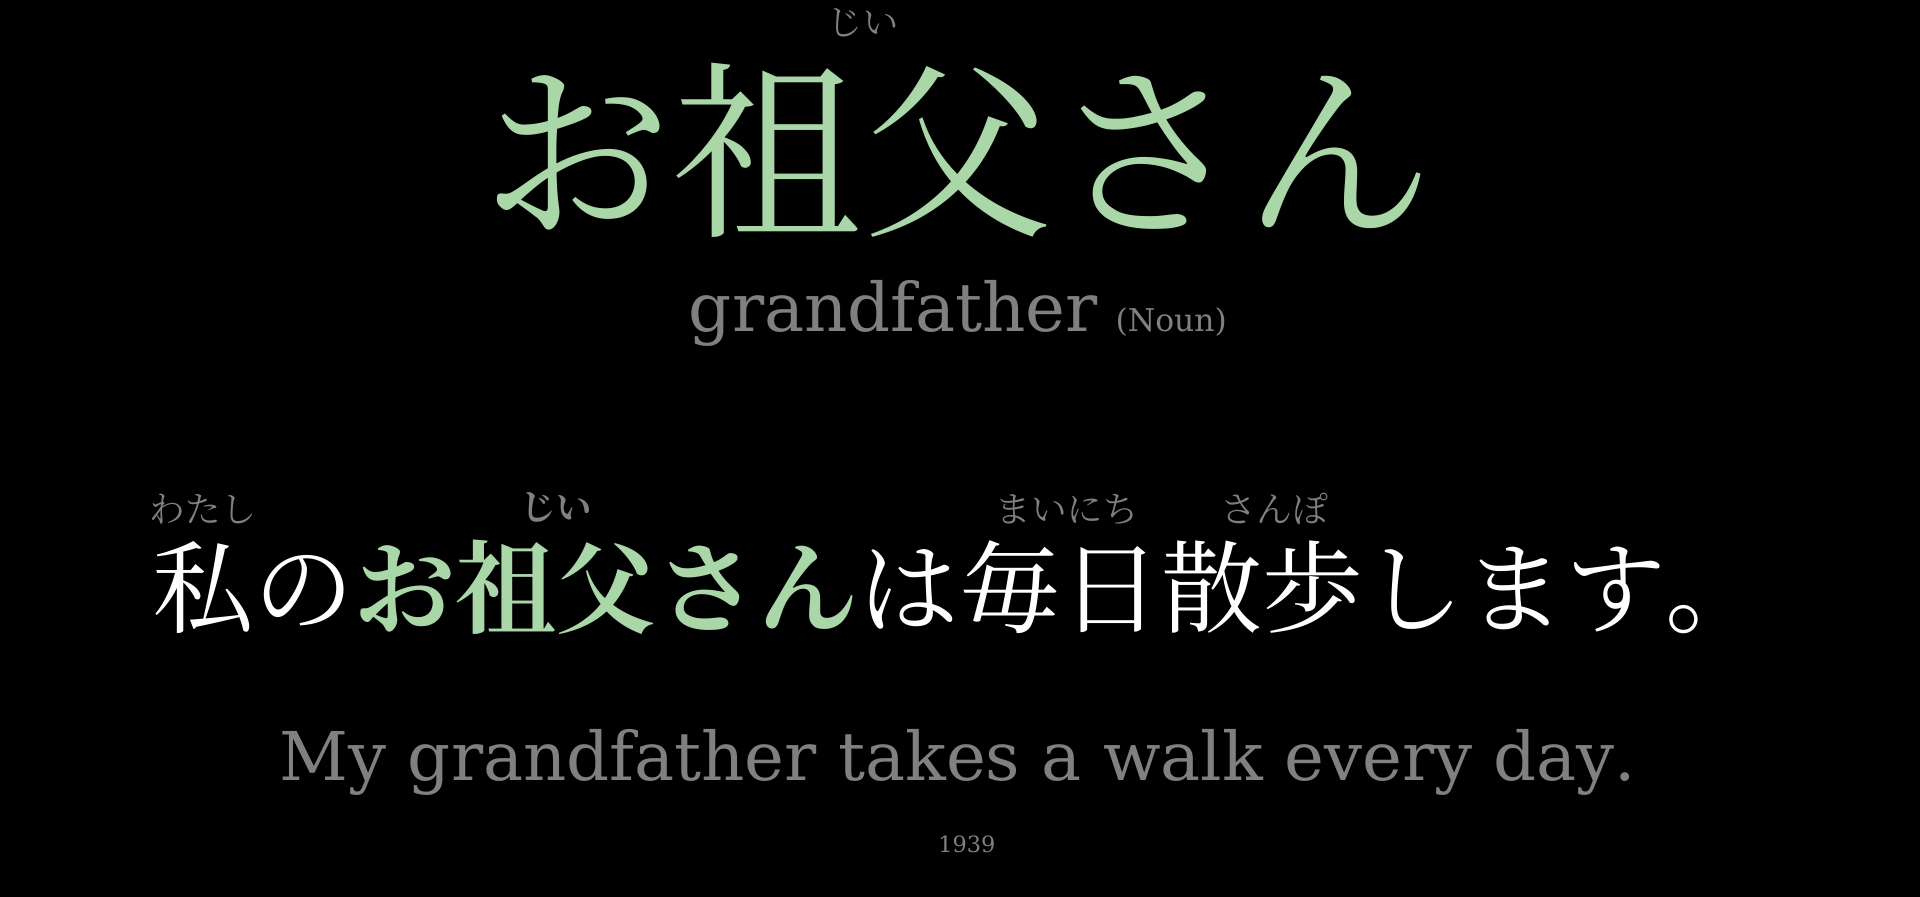 じい
お祖父さん
grandfather (Noun)
わたし じい まいにち さんぽ
私のお祖父さんは毎日散歩します。
My grandfather takes a walk every day.
1939